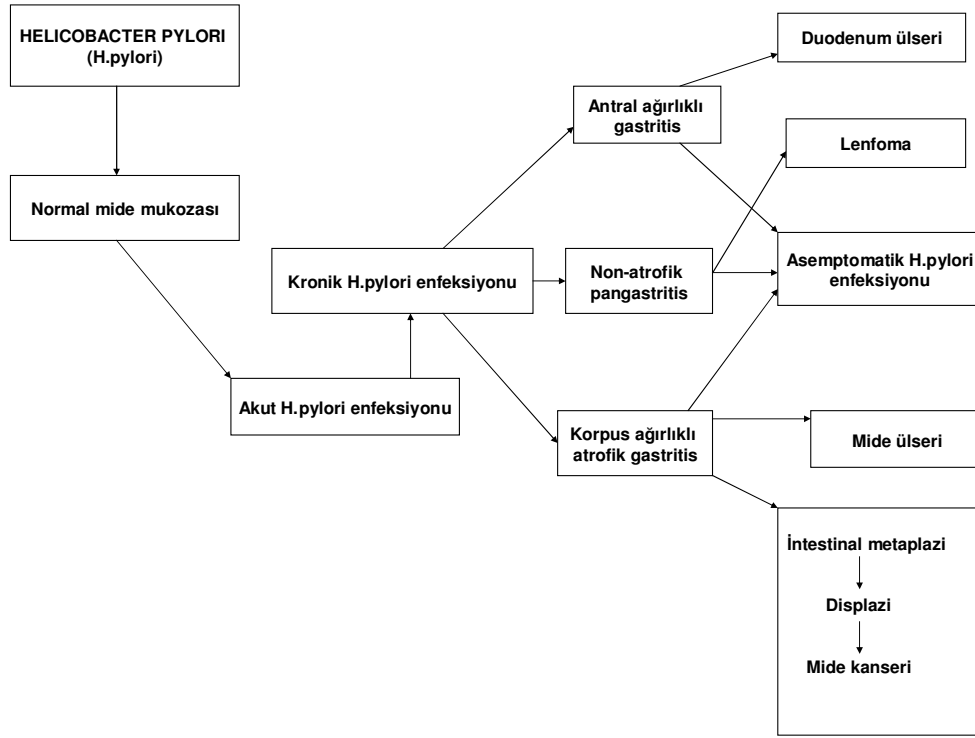 HELICOBACTER PYLORI
(H.pylori)
Normal mide mukozası
Akut H.pylori enfeksiyonu
Kronik H.pylori enfeksiyonu
Antral ağırlıklı
gastritis
Non-atrofik
pangastritis
Korpus ağırlıklı
atrofik gastritis
Duodenum ülseri
Lenfoma
Asemptomatik H.pylori
enfeksiyonu
Mide ülseri
İntestinal metaplazi
Displazi
Mide kanseri